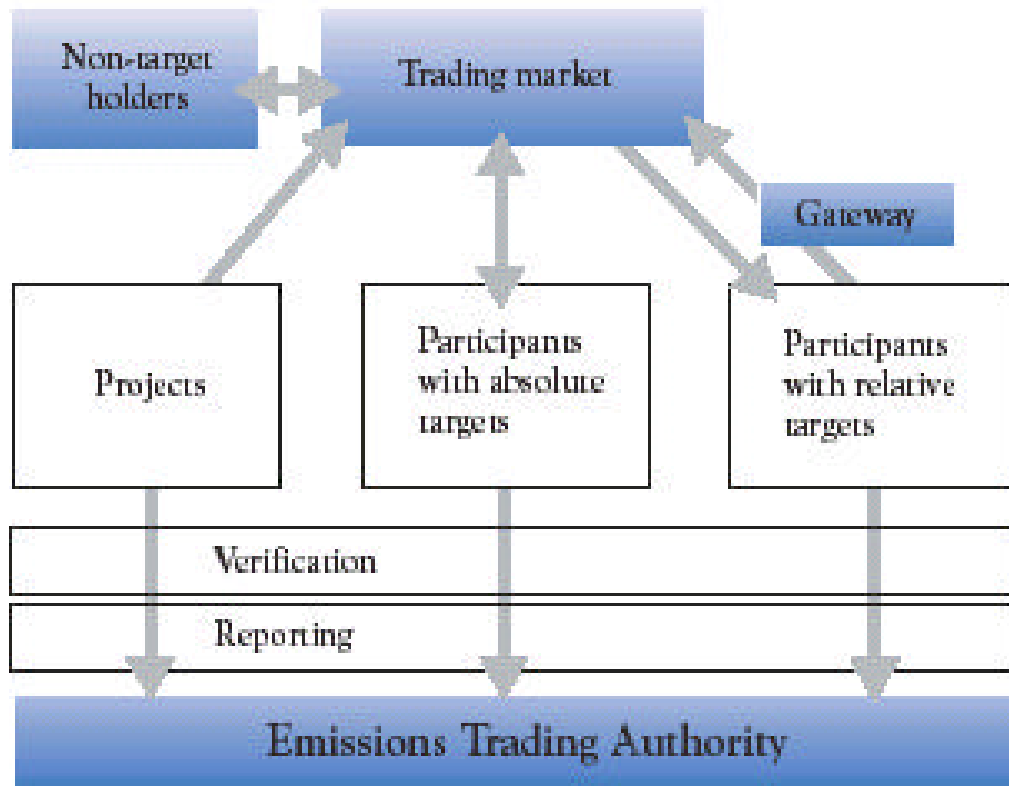 Non-target
holders
Trading market
Gateway
Projects
Participants
with absolute
targets
Participants
with relative
targets
Verification
Reporting
Emissions Trading Authority